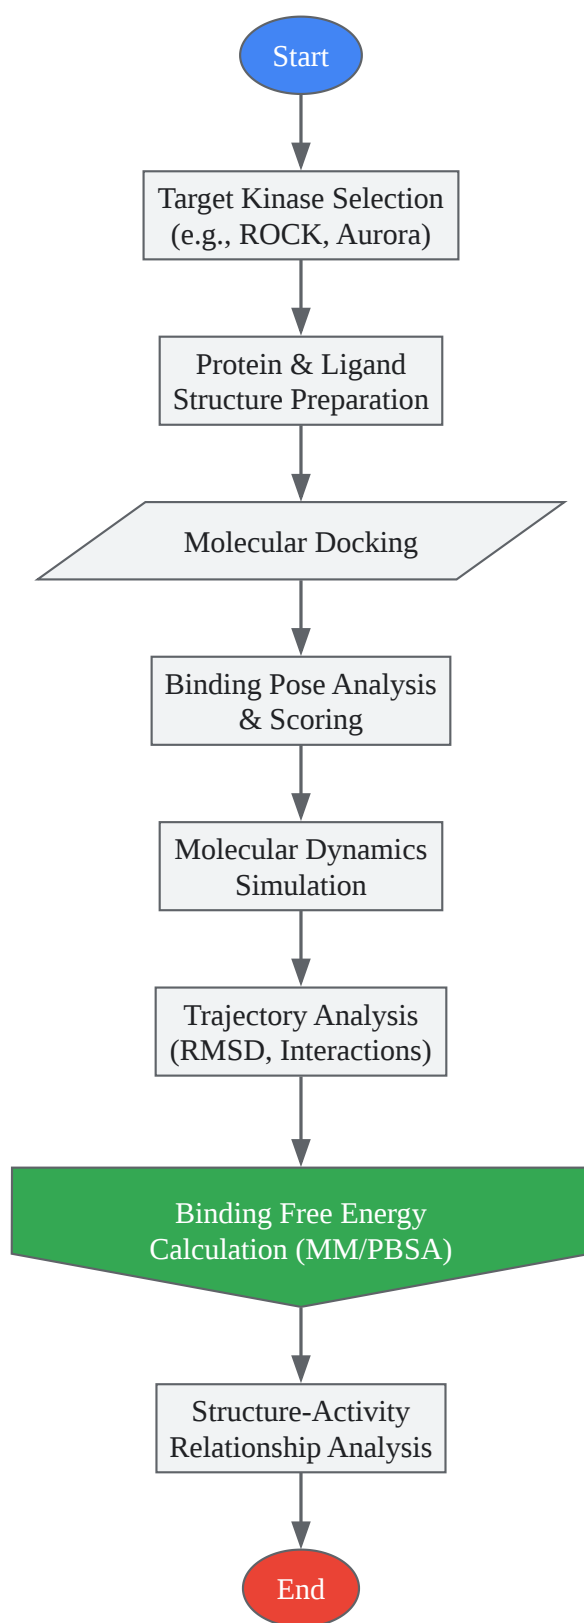 Start
Target Kinase Selection
(e.g., ROCK, Aurora)
Protein & Ligand
Structure Preparation
Molecular Docking
Binding Pose Analysis
& Scoring
Molecular Dynamics
Simulation
Trajectory Analysis
(RMSD, Interactions)
Binding Free Energy
Calculation (MM/PBSA)
Structure-Activity
Relationship Analysis
End